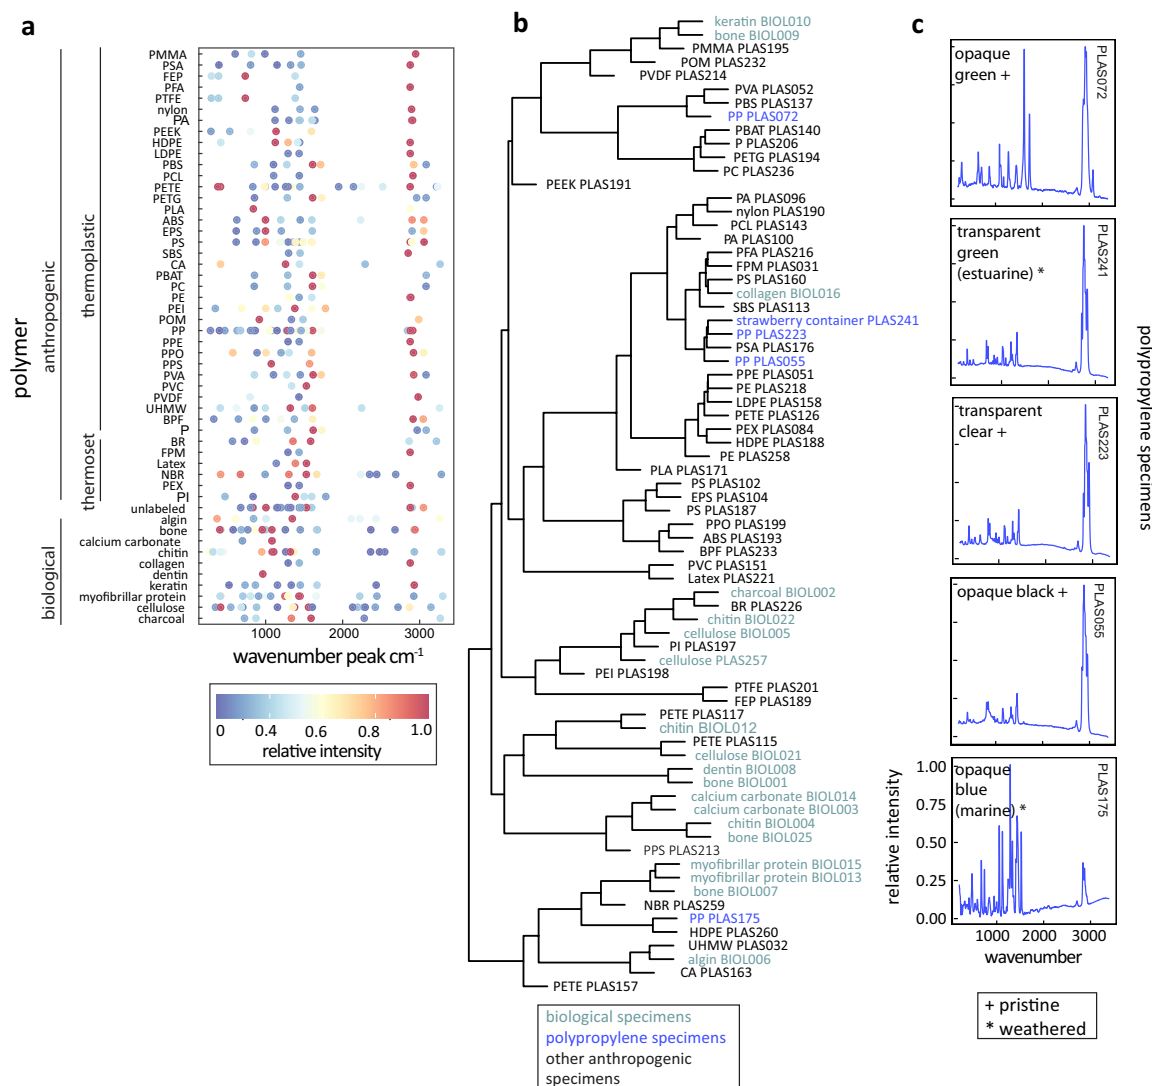 a
polymer
anthropogenic
biological
thermoplastic
thermoset
PMMA
PSA
FEP
PFA
PTFE
nylon
PA
PEEK
HDPE
LDPE
PBS
PCL
PETE
PETG
PLA
ABS
EPS
PS
SBS
CA
PBAT
PC
PE
PEI
POM
PP
PPE
PPO
PPS
PVA
PVC
PVDF
UHMW
BPF
P
BR
FPM
Latex
NBR
PEX
PI
unlabeled
algin
bone
calcium carbonate
chitin
collagen
dentin
keratin
myofibrillar protein
cellulose
charcoal
1000 2000 3000
wavenumber peak cm-1
0 0.4 0.6 0.8 1.0
relative intensity
b
keratin BIOL010
bone BIOL009
PMMA PLAS195
POM PLAS232
PVDF PLAS214
PVA PLAS052
PBS PLAS137
PP PLAS072
PBAT PLAS140
P PLAS206
PETG PLAS194
PC PLAS236
PEEK PLAS191
PA PLAS096
nylon PLAS190
PCL PLAS143
PA PLAS100
PFA PLAS216
FPM PLAS031
PS PLAS160
collagen BIOL016
SBS PLAS113
strawberry container PLAS241
PP PLAS223
PSA PLAS176
PP PLAS055
PPE PLAS051
PE PLAS218
LDPE PLAS158
PETE PLAS126
PEX PLAS084
HDPE PLAS188
PE PLAS258
PLA PLAS171
PS PLAS102
EPS PLAS104
PS PLAS187
PPO PLAS199
ABS PLAS193
BPF PLAS233
PVC PLAS151
Latex PLAS221
charcoal BIOL002
BR PLAS226
chitin BIOL022
cellulose BIOL005
PI PLAS197
cellulose PLAS257
PEI PLAS198
PTFE PLAS201
FEP PLAS189
PETE PLAS117
chitin BIOL012
PETE PLAS115
cellulose BIOL021
dentin BIOL008
bone BIOL001
calcium carbonate BIOL014
calcium carbonate BIOL003
chitin BIOL004
bone BIOL025
PPS PLAS213
myofibrillar protein BIOL015
myofibrillar protein BIOL013
bone BIOL007
NBR PLAS259
PP PLAS175
HDPE PLAS260
UHMW PLAS032
algin BIOL006
CA PLAS163
PETE PLAS157
biological specimens
polypropylene specimens
other anthropogenic
specimens
c
opaque
green +
PLAS072
transparent
green
(estuarine) *
PLAS241
transparent
clear +
PLAS223
opaque black +
PLAS055
opaque
blue
(marine) *
PLAS175
polypropylene specimens
relative intensity
1.00
0.75
0.50
0.25
0.00
1000 2000 3000
wavenumber
+ pristine
* weathered